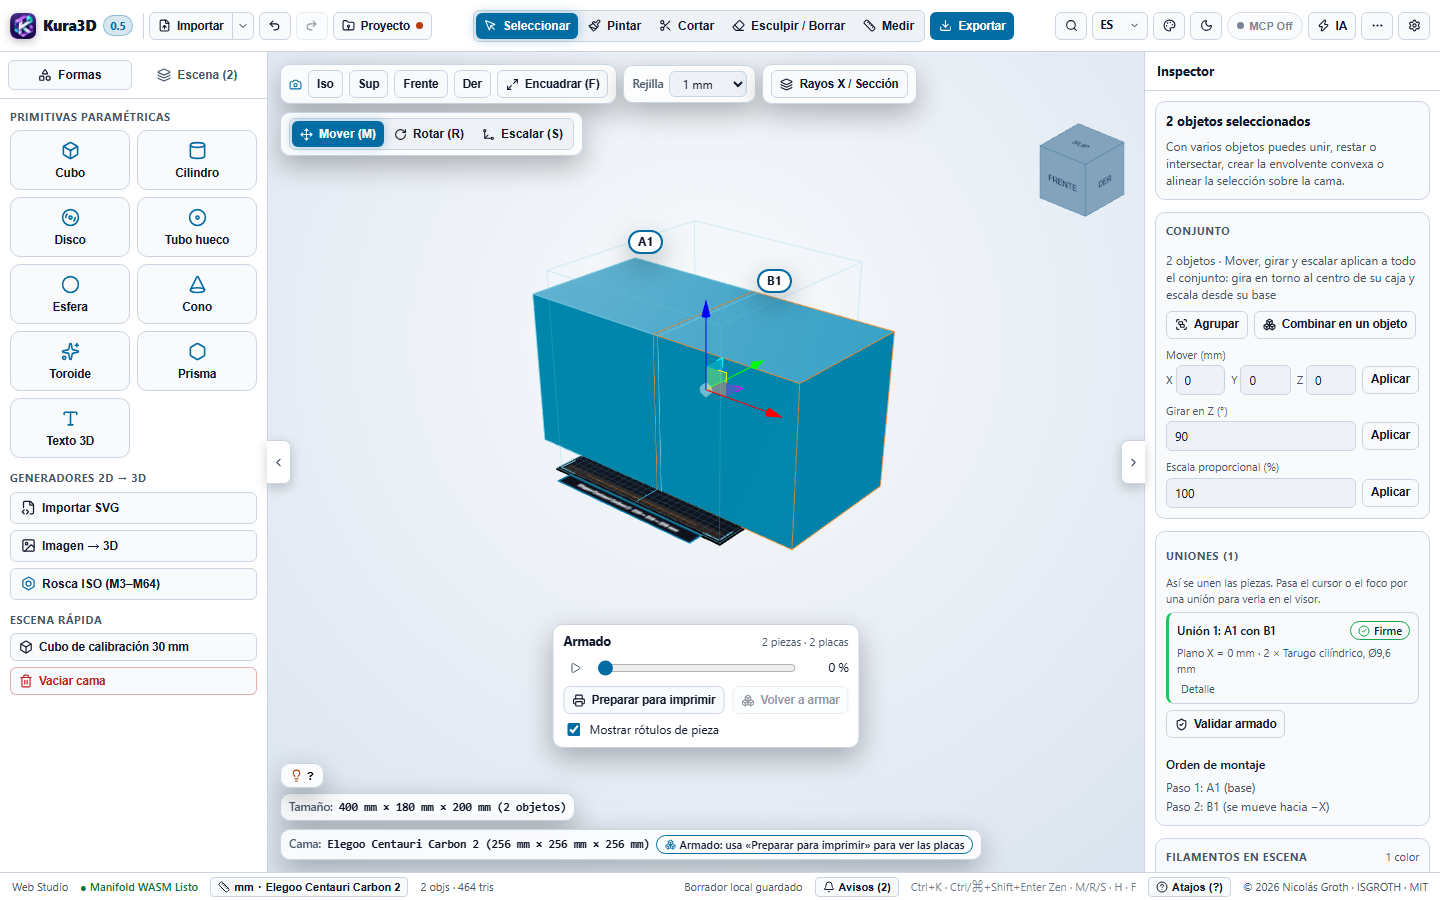 Kura3D 0.5 Importar Proyecto Seleccionar Pintar Cortar Esculpir / Borrar Medir Exportar ES MCP Off IA
Formas Escena (2)
PRIMITIVAS PARAMÉTRICAS
Cubo Cilindro
Disco Tubo hueco
Esfera Cono
Toroide Prisma
Texto 3D
GENERADORES 2D → 3D
Importar SVG
Imagen → 3D
Rosca ISO (M3–M64)
ESCENA RÁPIDA
Cubo de calibración 30 mm
Vaciar cama
Iso Sup Frente Der Encuadrar (F) Rejilla 1 mm Rayos X / Sección
Mover (M) Rotar (R) Escalar (S)
SUP
FRENTE DER
A1
B1
Armado 2 piezas · 2 placas
0 %
Preparar para imprimir Volver a armar
Mostrar rótulos de pieza
?
Tamaño: 400 mm × 180 mm × 200 mm (2 objetos)
Cama: Elegoo Centauri Carbon 2 (256 mm × 256 mm × 256 mm) Armado: usa «Preparar para imprimir» para ver las placas
Inspector
2 objetos seleccionados
Con varios objetos puedes unir, restar o
intersectar, crear la envolvente convexa o
alinear la selección sobre la cama.
CONJUNTO
2 objetos · Mover, girar y escalar aplican a todo
el conjunto: gira en torno al centro de su caja y
escala desde su base
Agrupar Combinar en un objeto
Mover (mm)
X 0 Y 0 Z 0 Aplicar
Girar en Z (°)
90 Aplicar
Escala proporcional (%)
100 Aplicar
UNIONES (1)
Así se unen las piezas. Pasa el cursor o el foco por
una unión para verla en el visor.
Unión 1: A1 con B1 Firme
Plano X = 0 mm · 2 × Tarugo cilíndrico, Ø9,6
mm
Detalle
Validar armado
Orden de montaje
Paso 1: A1 (base)
Paso 2: B1 (se mueve hacia −X)
FILAMENTOS EN ESCENA 1 color
Web Studio Manifold WASM Listo mm · Elegoo Centauri Carbon 2 2 objs · 464 tris Borrador local guardado Avisos (2) Ctrl+K · Ctrl/⌘+Shift+Enter Zen · M/R/S · H · F Atajos (?) © 2026 Nicolás Groth · ISGROTH · MIT